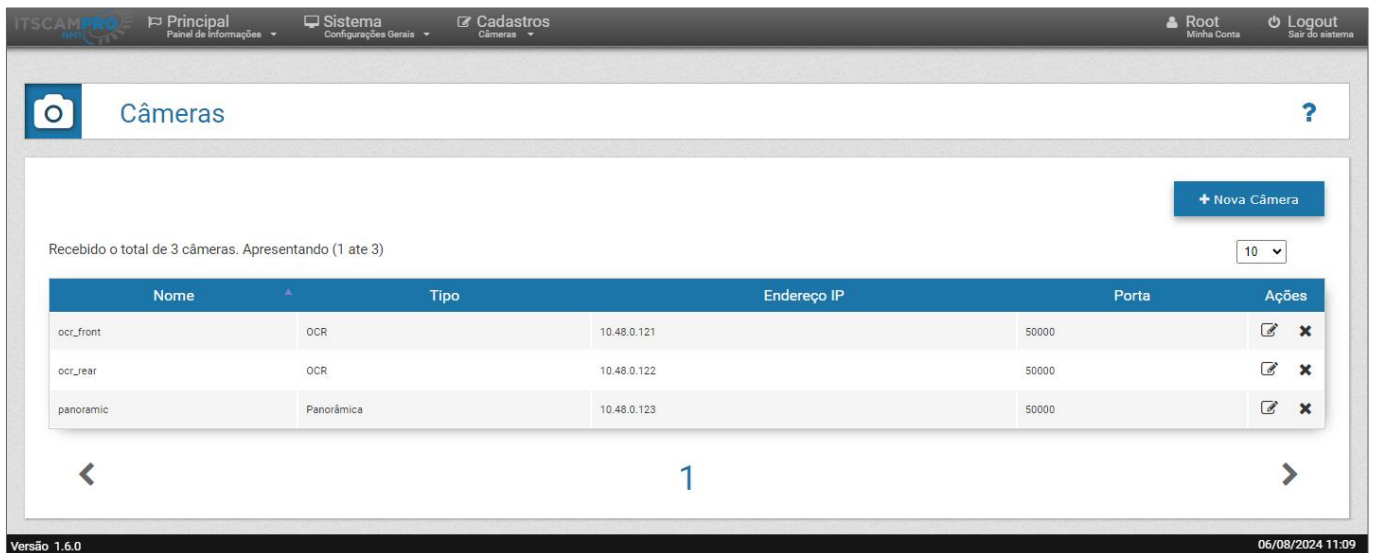 ITSCAMPRO Principal Sistema Cadastros Root Logout
NMT Painel de Informações Configurações Gerais Câmeras Minha Conta Sair do sistema
Câmeras ?
+ Nova Câmera
Recebido o total de 3 câmeras. Apresentando (1 ate 3) 10
Nome Tipo Endereço IP Porta Ações
ocr_front OCR 10.48.0.121 50000
ocr_rear OCR 10.48.0.122 50000
panoramic Panorâmica 10.48.0.123 50000
1
Versão 1.6.0 06/08/2024 11:09